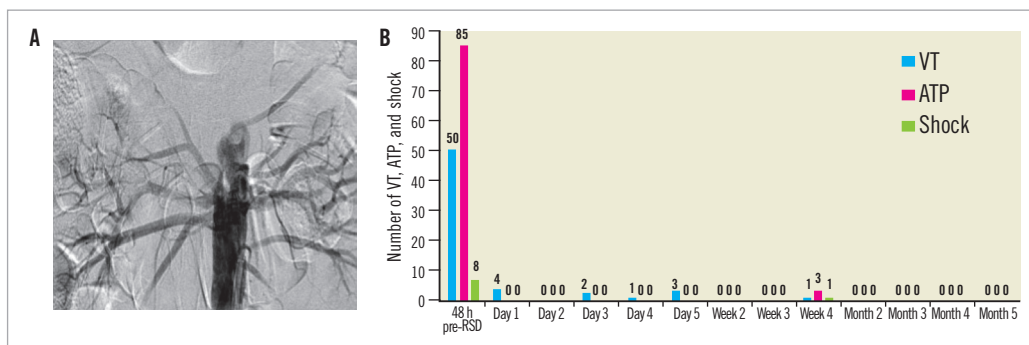 A
B
Number of VT, ATP, and shock
90
80
70
60
50
40
30
20
10
0
VT
ATP
Shock
50 85 8
4 0 0
0 0 0
2 0 0
1 0 0
3 0 0
0 0 0
0 0 0
1 3 1
0 0 0
0 0 0
0 0 0
0 0 0
48 h
pre-RSD
Day 1
Day 2
Day 3
Day 4
Day 5
Week 2
Week 3
Week 4
Month 2
Month 3
Month 4
Month 5